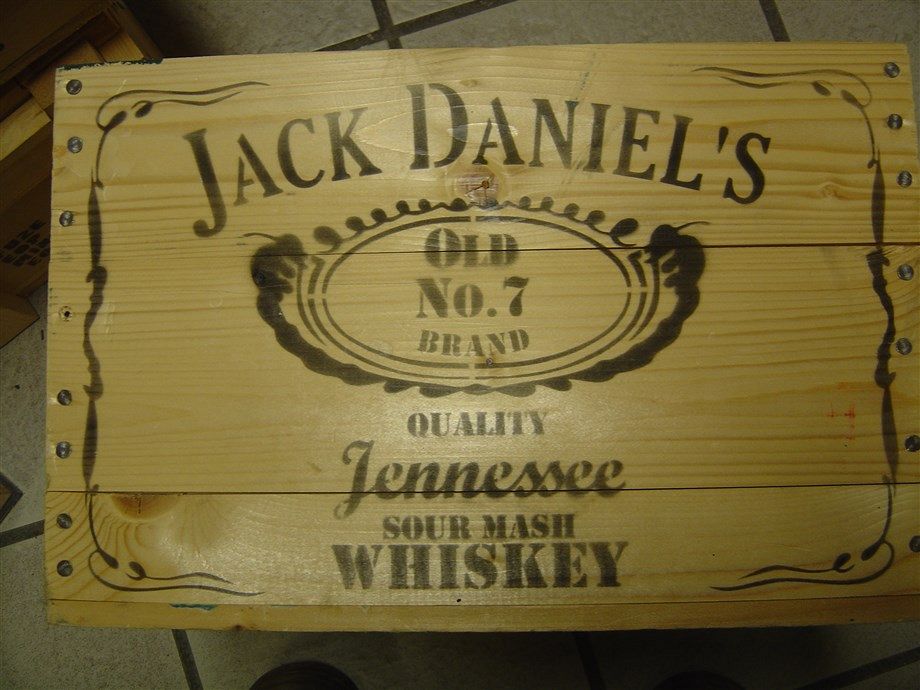 JACK DANIEL'S
OLD
No.7
BRAND
QUALITY
Tennessee
SOUR MASH
WHISKEY